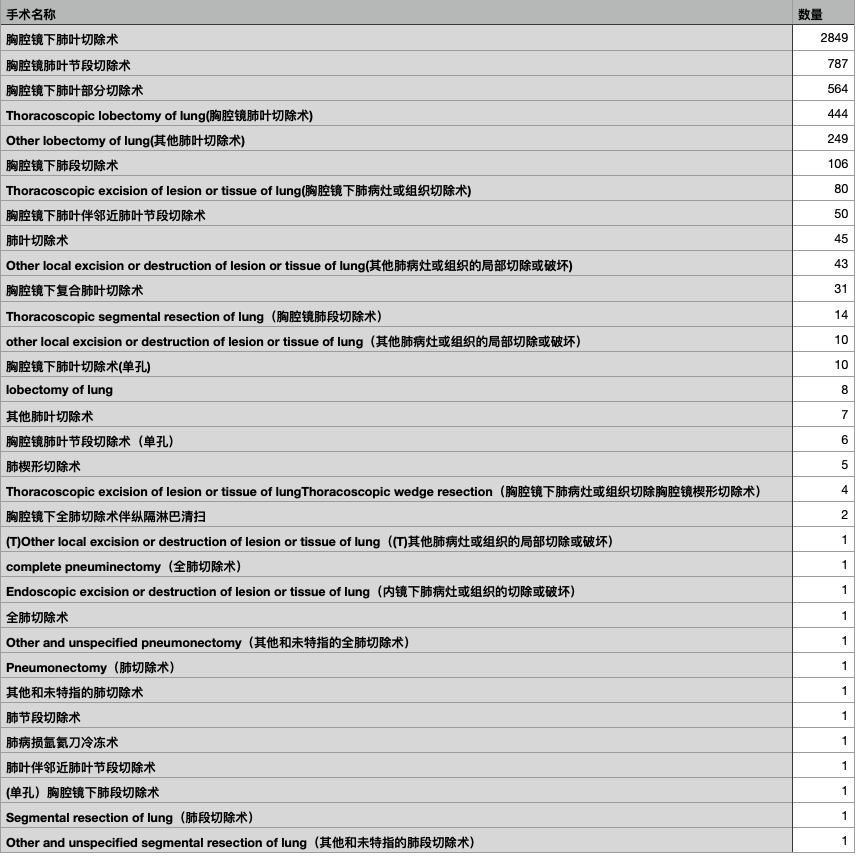 手术名称 数量
胸腔镜下肺叶切除术 2849
胸腔镜肺叶节段切除术 787
胸腔镜下肺叶部分切除术 564
Thoracoscopic lobectomy of lung(胸腔镜肺叶切除术) 444
Other lobectomy of lung(其他肺叶切除术) 249
胸腔镜下肺段切除术 106
Thoracoscopic excision of lesion or tissue of lung(胸腔镜下肺病灶或组织切除术) 80
胸腔镜下肺叶伴邻近肺叶节段切除术 50
肺叶切除术 45
Other local excision or destruction of lesion or tissue of lung(其他肺病灶或组织的局部切除或破坏) 43
胸腔镜下复合肺叶切除术 31
Thoracoscopic segmental resection of lung（胸腔镜肺段切除术） 14
other local excision or destruction of lesion or tissue of lung（其他肺病灶或组织的局部切除或破坏） 10
胸腔镜下肺叶切除术(单孔) 10
lobectomy of lung 8
其他肺叶切除术 7
胸腔镜肺叶节段切除术（单孔） 6
肺楔形切除术 5
Thoracoscopic excision of lesion or tissue of lungThoracoscopic wedge resection（胸腔镜下肺病灶或组织切除胸腔镜楔形切除术） 4
胸腔镜下全肺切除术伴纵隔淋巴清扫 2
(T)Other local excision or destruction of lesion or tissue of lung（(T)其他肺病灶或组织的局部切除或破坏） 1
complete pneuminectomy（全肺切除术） 1
Endoscopic excision or destruction of lesion or tissue of lung（内镜下肺病灶或组织的切除或破坏） 1
全肺切除术 1
Other and unspecified pneumonectomy（其他和未特指的全肺切除术） 1
Pneumonectomy（肺切除术） 1
其他和未特指的肺切除术 1
肺节段切除术 1
肺病损氩氦刀冷冻术 1
肺叶伴邻近肺叶节段切除术 1
(单孔）胸腔镜下肺段切除术 1
Segmental resection of lung（肺段切除术） 1
Other and unspecified segmental resection of lung（其他和未特指的肺段切除术） 1